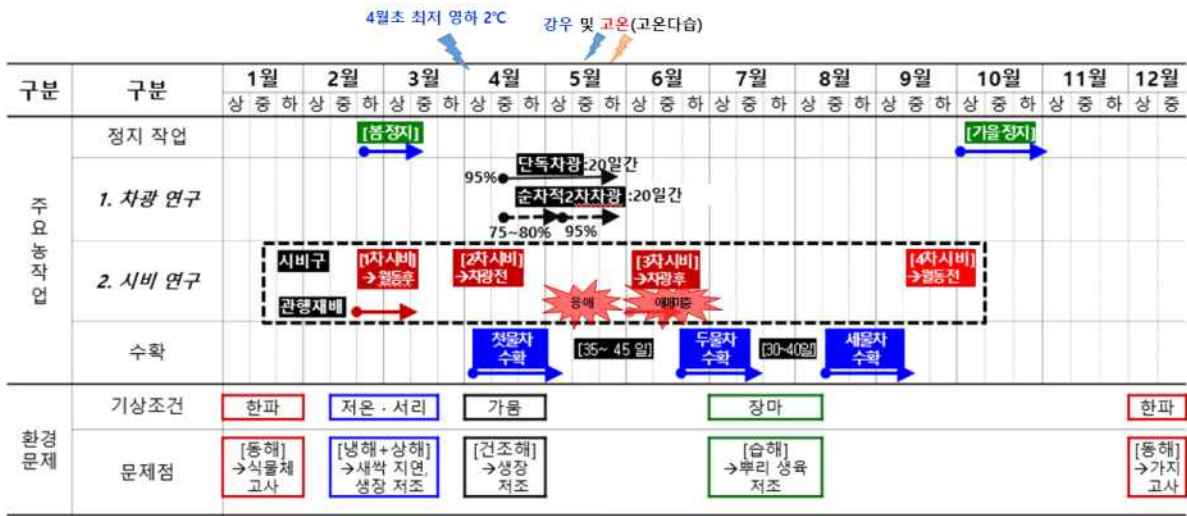 4월초 최저 영하 2℃
강우 및 고온(고온다습)
구분 구분 1월 2월 3월 4월 5월 6월 7월 8월 9월 10월 11월 12월
상 중 하 상 중 하 상 중 하 상 중 하 상 중 하 상 중 하 상 중 하 상 중 하 상 중 하 상 중 하 상 중 하 상 중
주요농작업
정지 작업
[봄정지]
[가을정지]
1. 차광 연구
95%
단독차광:20일간
순차적2차차광:20일간
75~80% 95%
2. 시비 연구
시비구
[1차시비]
→월동후
[2차시비]
→차광전
[3차시비]
→차광후
[4차시비]
→월동전
관행재배
응애
수확
첫물차
수확
[35~ 45 일]
두물차
수확
[30~40일]
세물차
수확
환경
문제
기상조건
한파
저온 · 서리
가뭄
장마
한파
문제점
[동해]
→식물체
고사
[냉해+상해]
→새싹 지연,
생장 저조
[건조해]
→생장
저조
[습해]
→뿌리 생육
저조
[동해]
→가지
고사